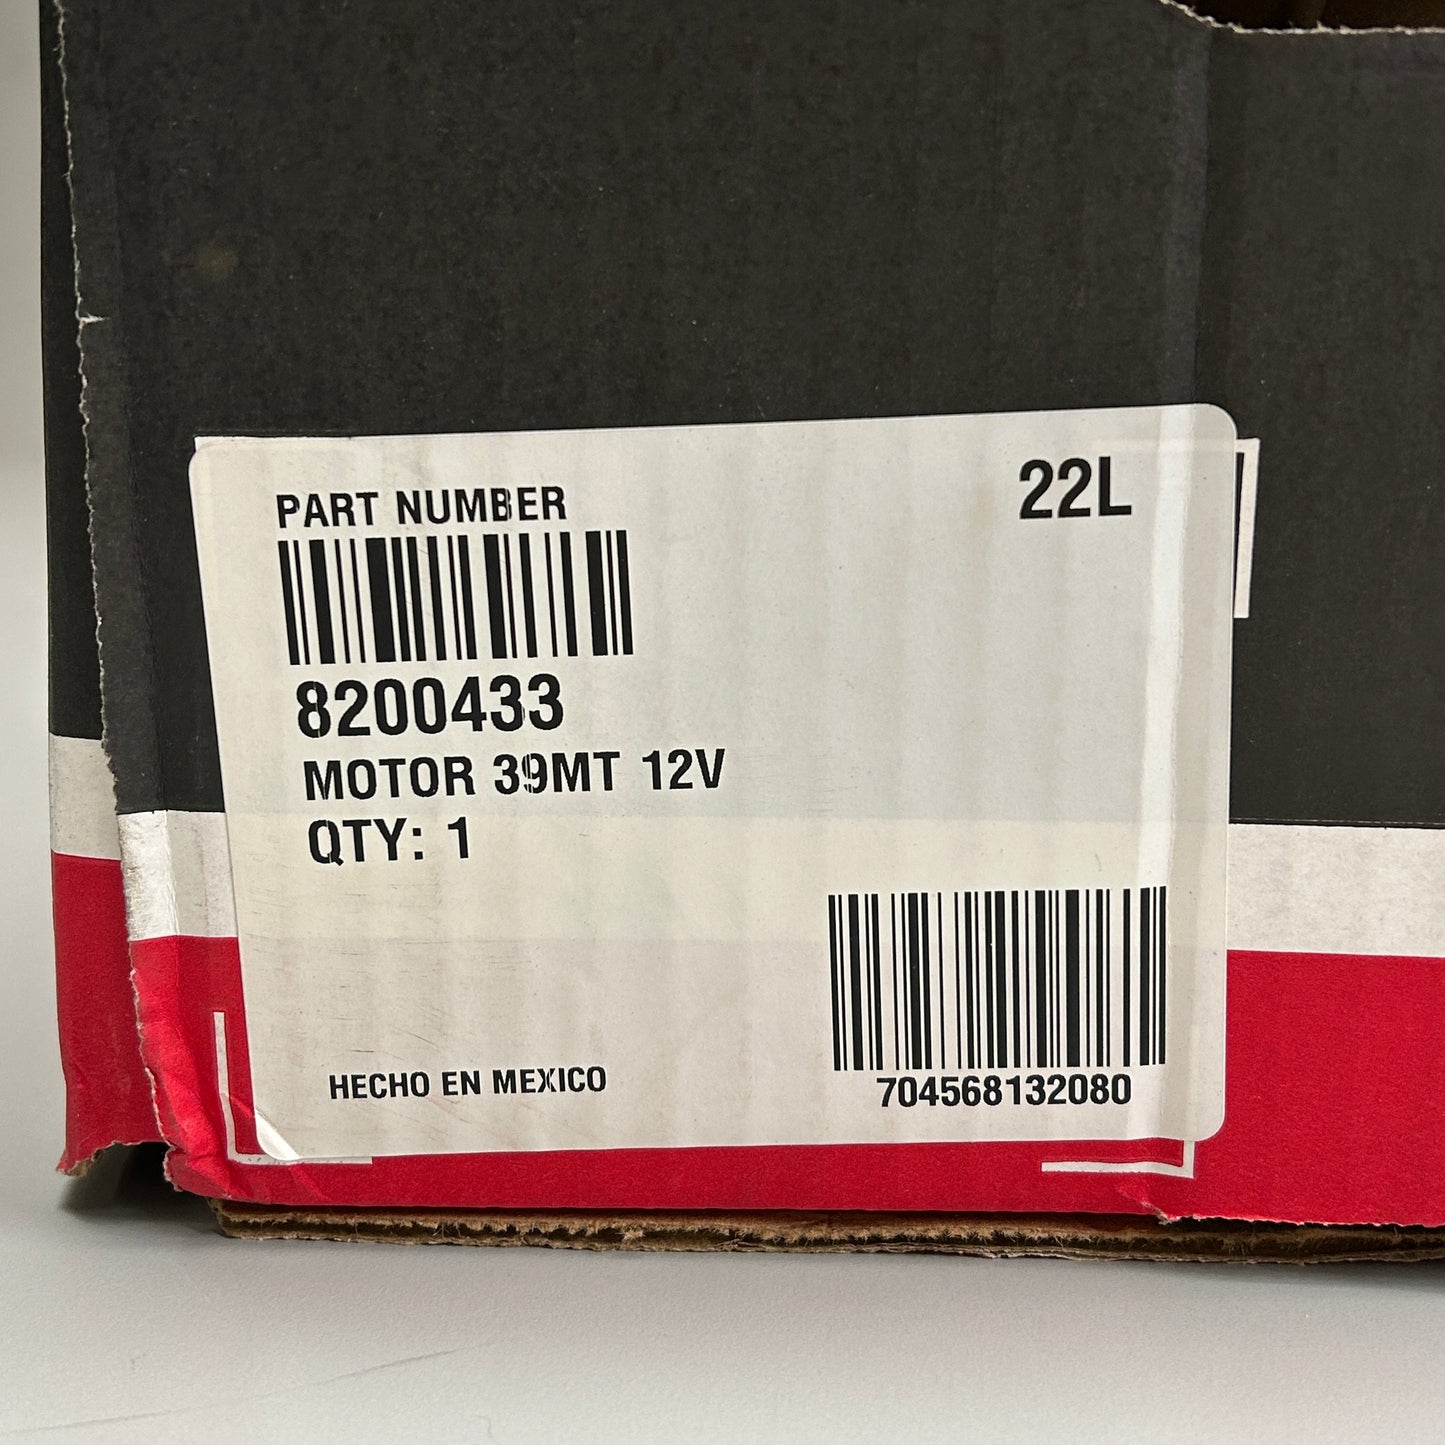 PART NUMBER
22L
8200433
MOTOR 39MT 12V
QTY: 1
HECHO EN MEXICO
704568132080